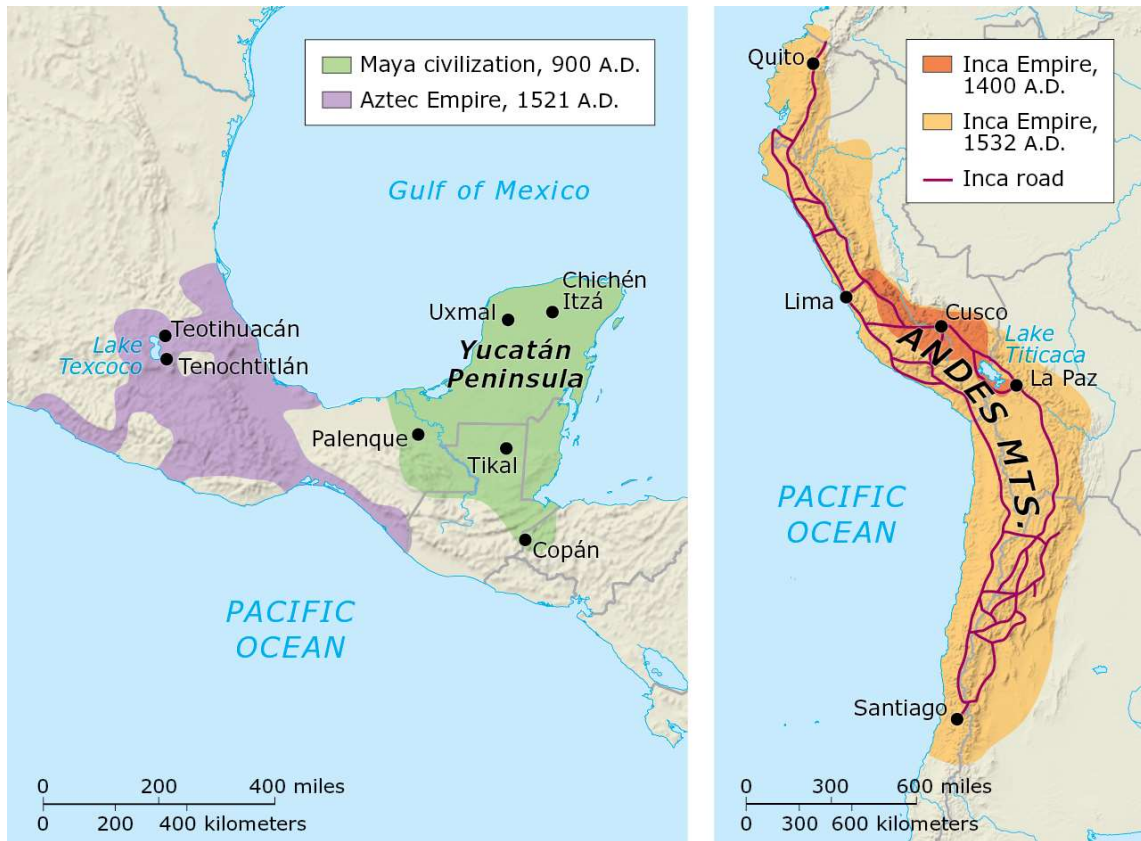 Maya civilization, 900 A.D.
Aztec Empire, 1521 A.D.
Gulf of Mexico
Chichén
Itzá
Uxmal
Yucatán
Peninsula
Teotihuacán
Lake
Texcoco
Tenochtitlán
Palenque
Tikal
Copán
PACIFIC
OCEAN
0 200 400 miles
0 200 400 kilometers
Quito
Inca Empire,
1400 A.D.
Inca Empire,
1532 A.D.
Inca road
Lima
Cusco
Lake
Titicaca
La Paz
ANDES MTS.
PACIFIC
OCEAN
Santiago
0 300 600 miles
0 300 600 kilometers